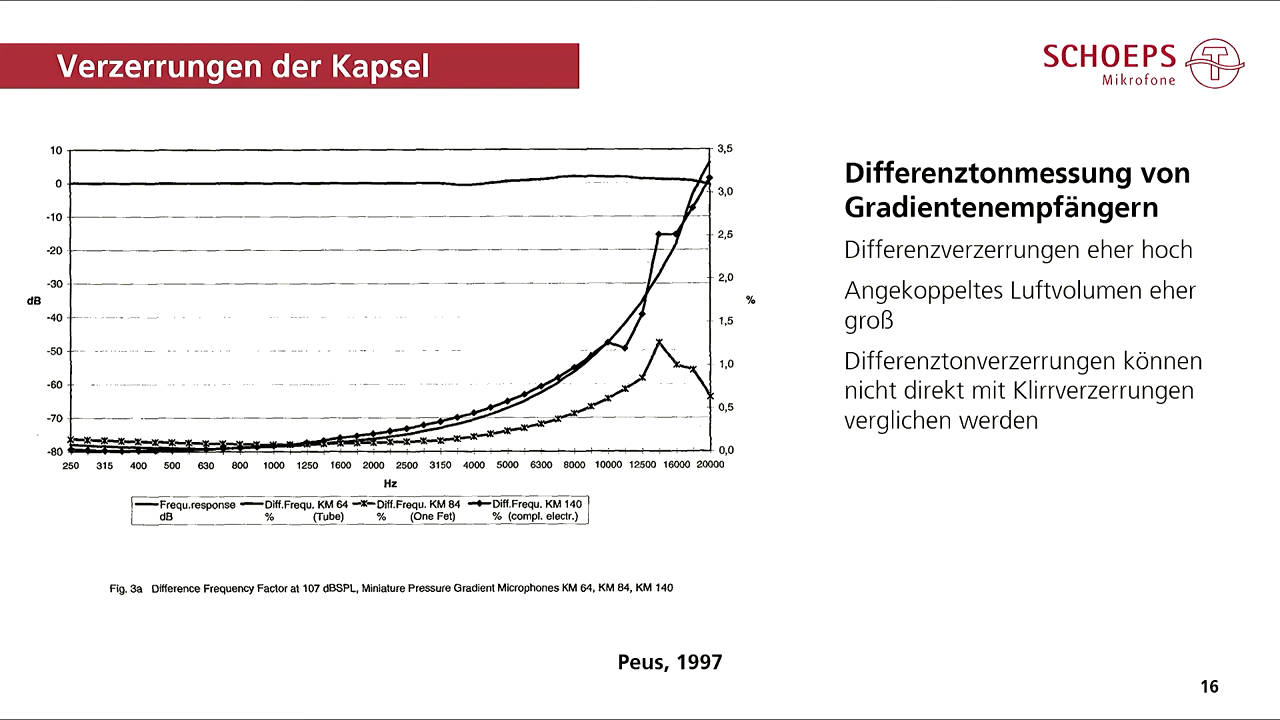 Verzerrungen der Kapsel
SCHOEPS
Mikrofone
10
0
-10
-20
-30
-40
-50
-60
-70
-80
dB
3,5
3,0
2,5
2,0
1,5
1,0
0,5
0,0
%
250 315 400 500 630 800 1000 1250 1600 2000 2500 3150 4000 5000 6300 8000 10000 12500 16000 20000
Hz
Frequ.response Diff.Frequ. KM 64 Diff.Frequ. KM 84 Diff.Frequ. KM 140
dB % (Tube) % (One Fet) % (compl. electr.)
Fig. 3a Difference Frequency Factor at 107 dBSPL, Miniature Pressure Gradient Microphones KM 64, KM 84, KM 140
Peus, 1997
Differenztonmessung von
Gradientenempfängern
Differenzverzerrungen eher hoch
Angekoppeltes Luftvolumen eher
groß
Differenztonverzerrungen können
nicht direkt mit Klirrverzerrungen
verglichen werden
16